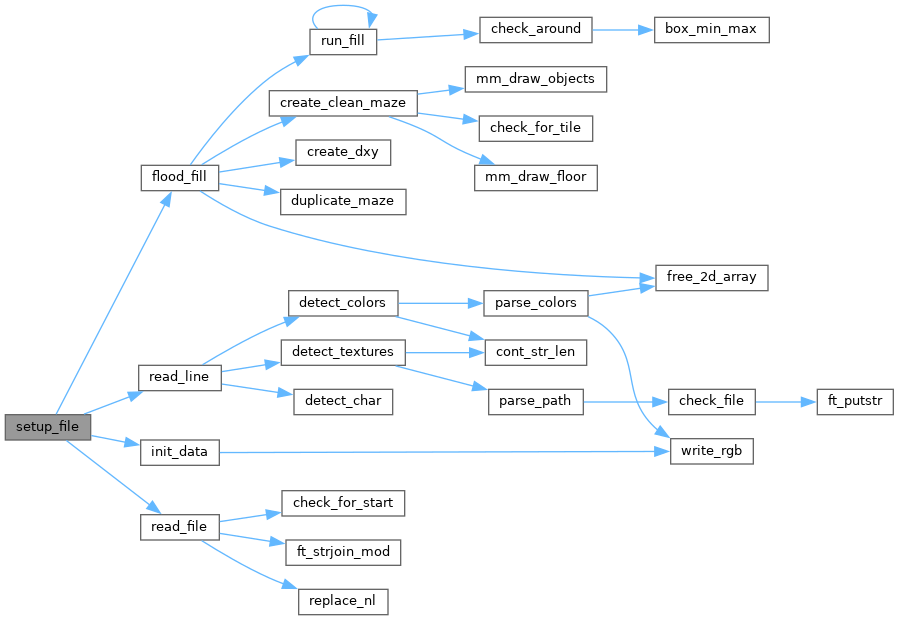 run_fill
check_around
box_min_max
mm_draw_objects
create_clean_maze
check_for_tile
create_dxy
flood_fill
mm_draw_floor
duplicate_maze
free_2d_array
detect_colors
parse_colors
detect_textures
cont_str_len
read_line
detect_char
parse_path
check_file
ft_putstr
setup_file
init_data
write_rgb
check_for_start
read_file
ft_strjoin_mod
replace_nl